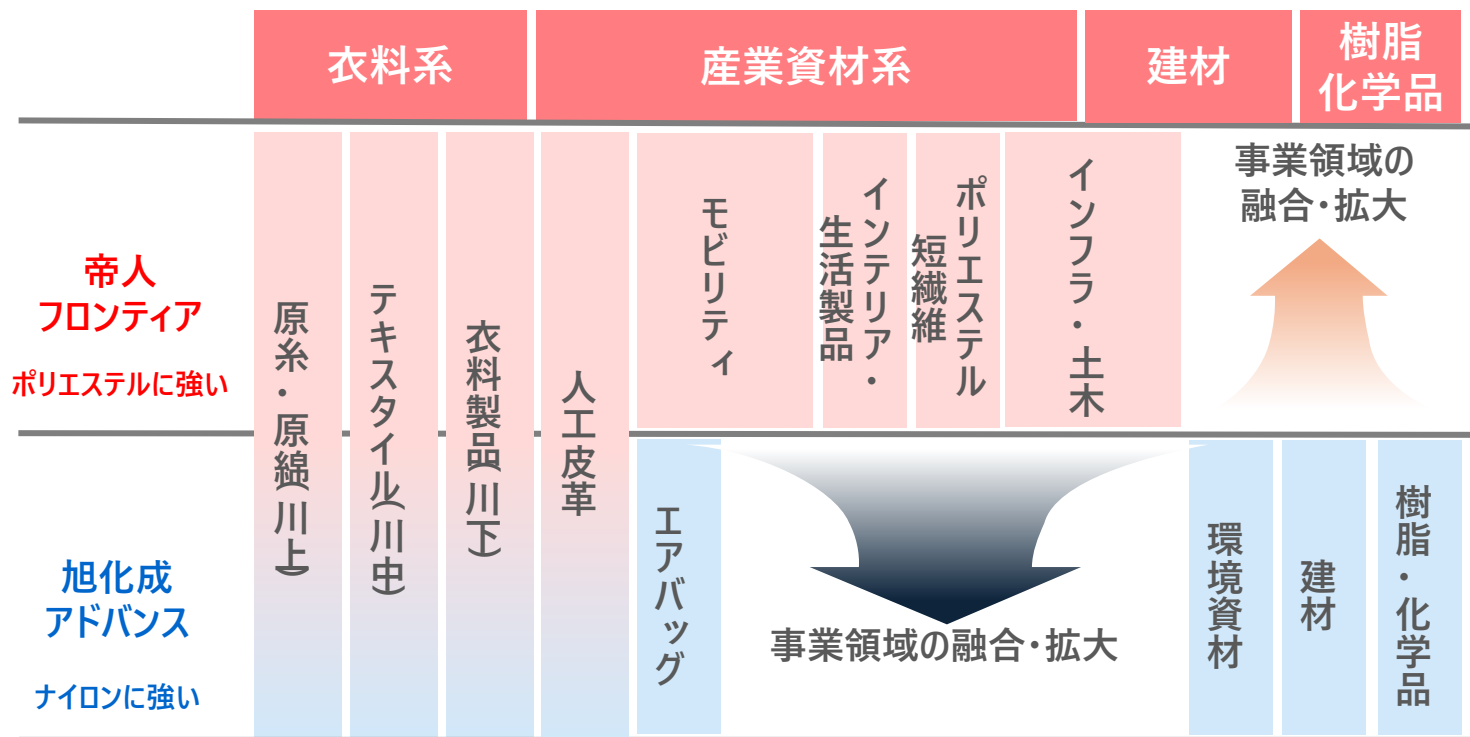 衣料系
産業資材系
建材
樹脂
化学品
帝人
フロンティア
ポリエステルに強い
原糸・原綿(川上)
テキスタイル(川中)
衣料製品(川下)
人工皮革
モビリティ
インテリア・
生活製品
ポリエステル
短繊維
インフラ・土木
事業領域の
融合・拡大
旭化成
アドバンス
ナイロンに強い
エアバッグ
事業領域の融合・拡大
環境資材
建材
樹脂・化学品